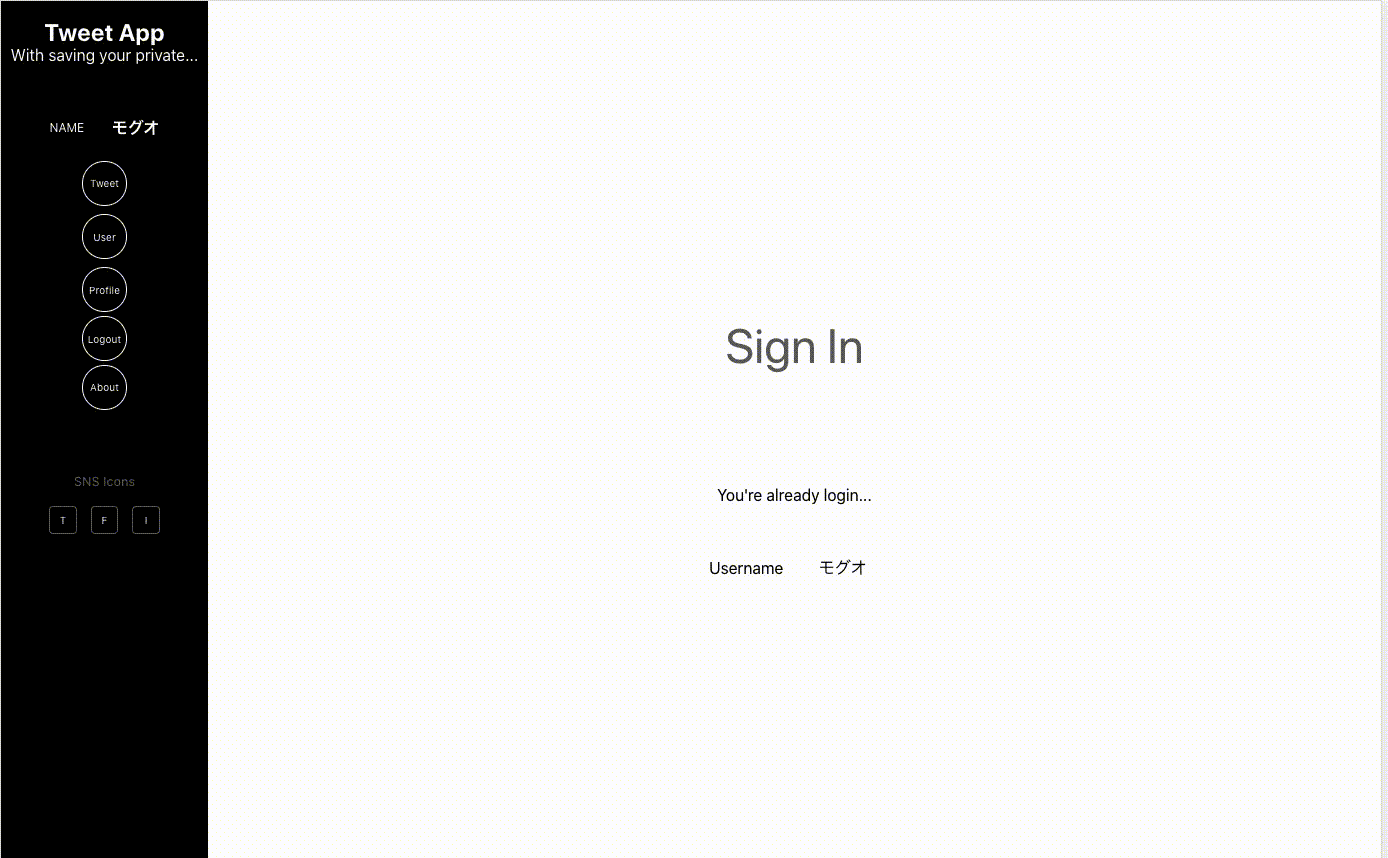 Tweet App
With saving your private...
NAME モグオ
Tweet
User
Profile
Logout
About
SNS Icons
T F I
Sign In
You're already login...
Username モグオ